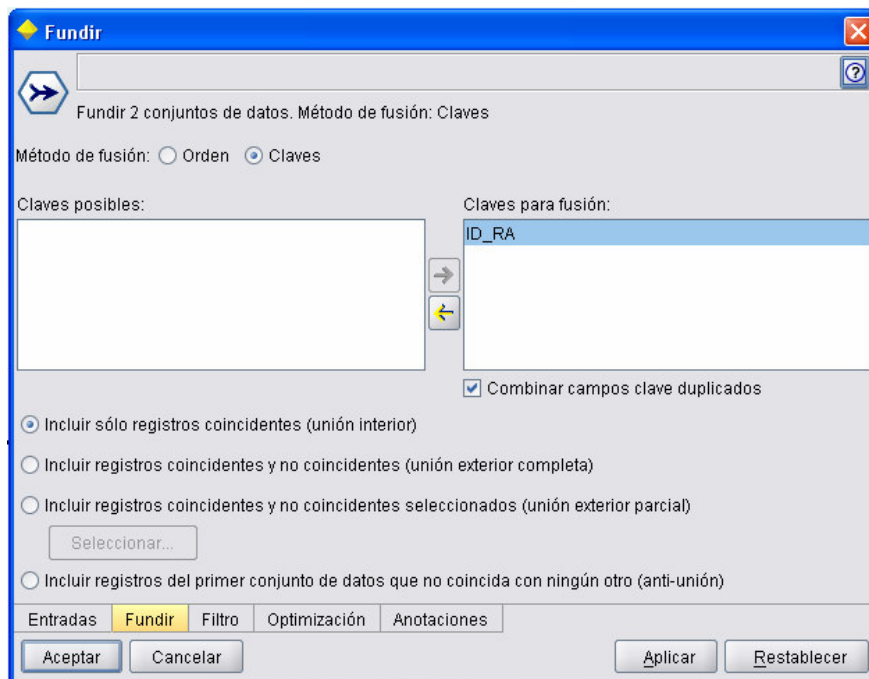 Fundir
Fundir 2 conjuntos de datos. Método de fusión: Claves
Método de fusión: Orden Claves
Claves posibles: Claves para fusión:
ID_RA
Combinar campos clave duplicados
Incluir sólo registros coincidentes (unión interior)
Incluir registros coincidentes y no coincidentes (unión exterior completa)
Incluir registros coincidentes y no coincidentes seleccionados (unión exterior parcial)
Seleccionar...
Incluir registros del primer conjunto de datos que no coincida con ningún otro (anti-unión)
Entradas Fundir Filtro Optimización Anotaciones
Aceptar Cancelar Aplicar Restablecer